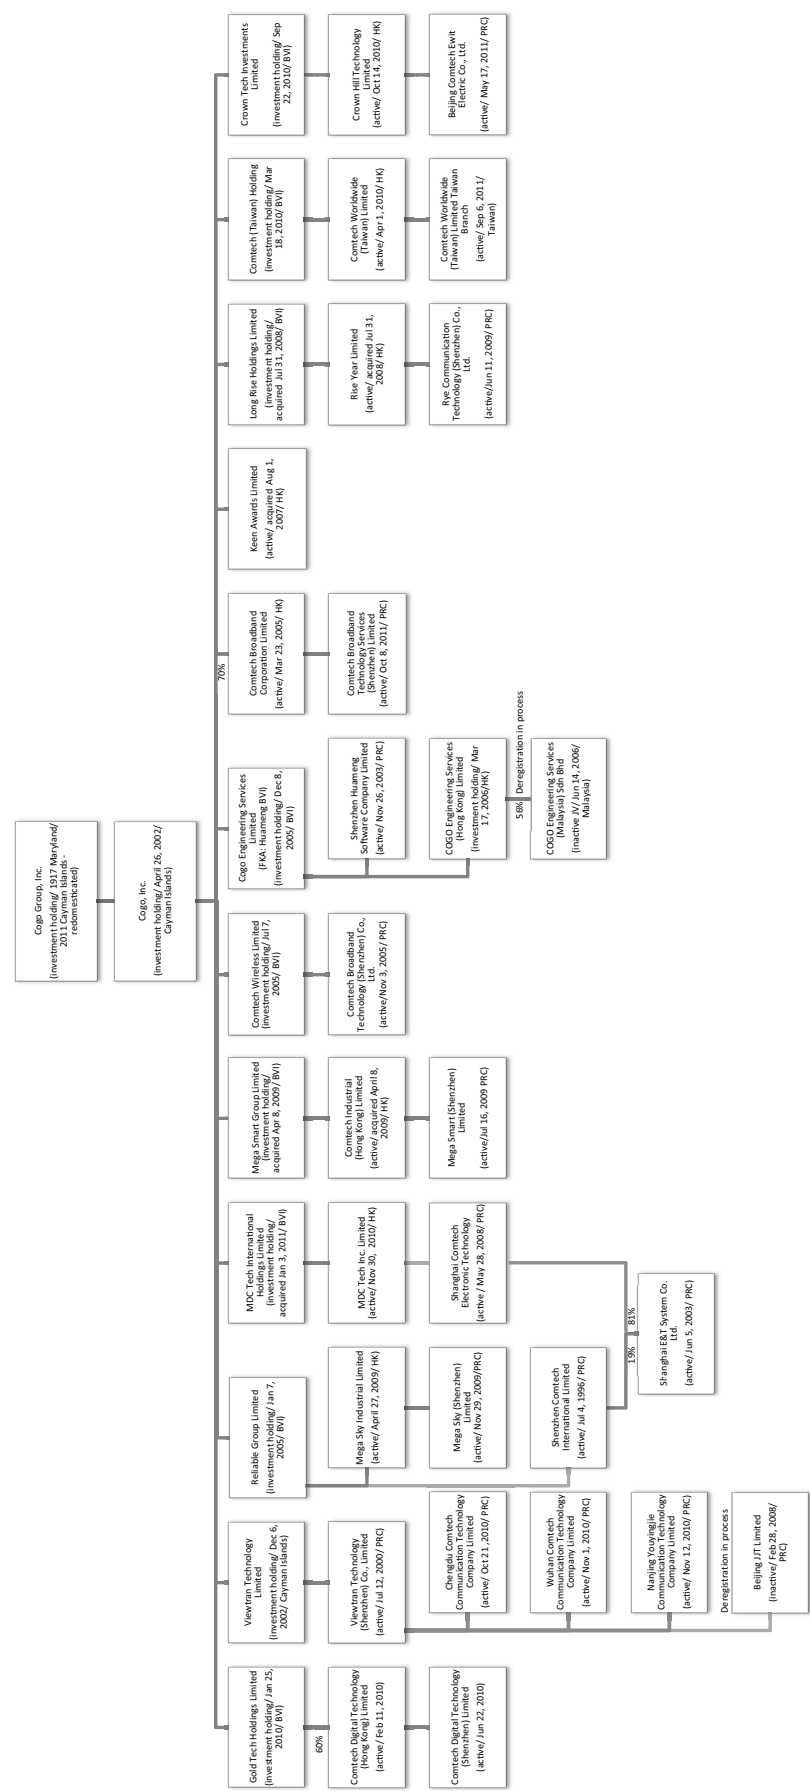 Cogo Group, Inc.
(investment holding/ 1917 Maryland/
2011 Cayman Islands -
redomesticated)
Cogo, Inc.
(investment holding/ April 26, 2002/
Cayman Islands)
Gold Tech Holdings Limited
(investment holding/ Jan 25,
2010/ BVI)
60%
Comtech Digital Technology
(Hong Kong) Limited
(active/ Feb 11, 2010)
Comtech Digital Technology
(Shenzhen) Limited
(active/ Jun 22, 2010)
Viewtran Technology
Limited
(investment holding/ Dec 6,
2002/ Cayman Islands)
Viewtran Technology
(Shenzhen) Co., Limited
(active/ Jul 12, 2000/ PRC)
Chengdu Comtech
Communication Technology
Company Limited
(active/ Oct 21, 2010/ PRC)
Wuhan Comtech
Communication Technology
Company Limited
(active/ Nov 1, 2010/ PRC)
Nanjing Youyingjie
Communication Technology
Company Limited
(active/ Nov 12, 2010/ PRC)
Deregistration in process
Beijing JJT Limited
(inactive/ Feb 28, 2008/
PRC)
Reliable Group Limited
(investment holding/ Jan 7,
2005/ BVI)
Mega Sky Industrial Limited
(active/ April 27, 2009/ HK)
Mega Sky (Shenzhen)
Limited
(active/ Nov 29, 2009/PRC)
Shenzhen Comtech
International Limited
(active/ Jul 4, 1996/ PRC)
MDC Tech International
Holdings Limited
(investment holding/
acquired Jan 3, 2011/ BVI)
MDC Tech Inc. Limited
(active/ Nov 30, 2010/ HK)
Shanghai Comtech
Electronic Technology
(active / May 28, 2008/ PRC)
19% 81%
Shanghai E&T System Co.
Ltd.
(active/ Jun 5, 2003/ PRC)
Mega Smart Group Limited
(investment holding/
acquired Apr 8, 2009/ BVI)
Comtech Industrial
(Hong Kong) Limited
(active/ acquired April 8,
2009/ HK)
Mega Smart (Shenzhen)
Limited
(active/Jul 16, 2009 PRC)
Comtech Wireless Limited
(investment holding/ Jul 7,
2005/ BVI)
Comtech Broadband
Technology (Shenzhen) Co.,
Ltd.
(active/Nov 3, 2005/ PRC)
Cogo Engineering Services
Limited
(FKA: Huameng BVI)
(investment holding/ Dec 8,
2005/ BVI)
Shenzhen Huameng
Software Company Limited
(active/ Nov 26, 2003/ PRC)
COGO Engineering Services
(Hong Kong) Limited
(investment holding/ Mar
17, 2006/HK)
56% Deregistration in process
COGO Engineering Services
(Malaysia) Sdn Bhd
(inactive JV/ Jun 14, 2006/
Malaysia)
70%
Comtech Broadband
Corporation Limited
(active/ Mar 23, 2005/ HK)
Comtech Broadband
Technology Services
(Shenzhen) Limited
(active/ Oct 8, 2011/ PRC)
Keen Awards Limited
(active/ acquired Aug 1,
2007/ HK)
Long Rise Holdings Limited
(investment holding/
acquired Jul 31, 2008/ BVI)
Rise Year Limited
(active/ acquired Jul 31,
2008/ HK)
Rye Communication
Technology (Shenzhen) Co.,
Ltd.
(active/Jun 11, 2009/ PRC)
Comtech (Taiwan) Holding
(investment holding/ Mar
18, 2010/ BVI)
Comtech Worldwide
(Taiwan) Limited
(active/ Apr 1, 2010/ HK)
Comtech Worldwide
(Taiwan) Limited Taiwan
Branch
(active/ Sep 6, 2011/
Taiwan)
Crown Tech Investments
Limited
(investment holding/ Sep
22, 2010/ BVI)
Crown Hill Technology
Limited
(active/ Oct 14, 2010/ HK)
Beijing Comtech Ewit
Electric Co., Ltd.
(active/ May 17, 2011/ PRC)